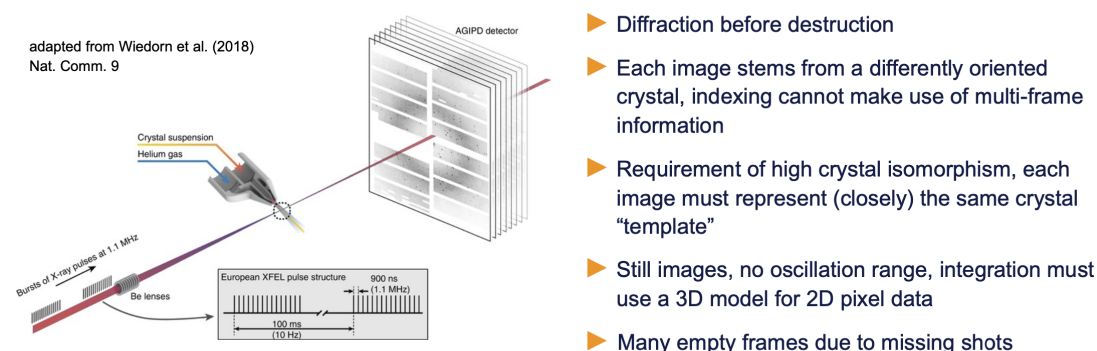 adapted from Wiedorn et al. (2018)
Nat. Comm. 9
AGIPD detector
Crystal suspension
Helium gas
Bursts of X-ray pulses at 1.1 MHz
Be lenses
European XFEL pulse structure
900 ns
(1.1 MHz)
100 ms
(10 Hz)
Diffraction before destruction
Each image stems from a differently oriented
crystal, indexing cannot make use of multi-frame
information
Requirement of high crystal isomorphism, each
image must represent (closely) the same crystal
“template”
Still images, no oscillation range, integration must
use a 3D model for 2D pixel data
Many empty frames due to missing shots